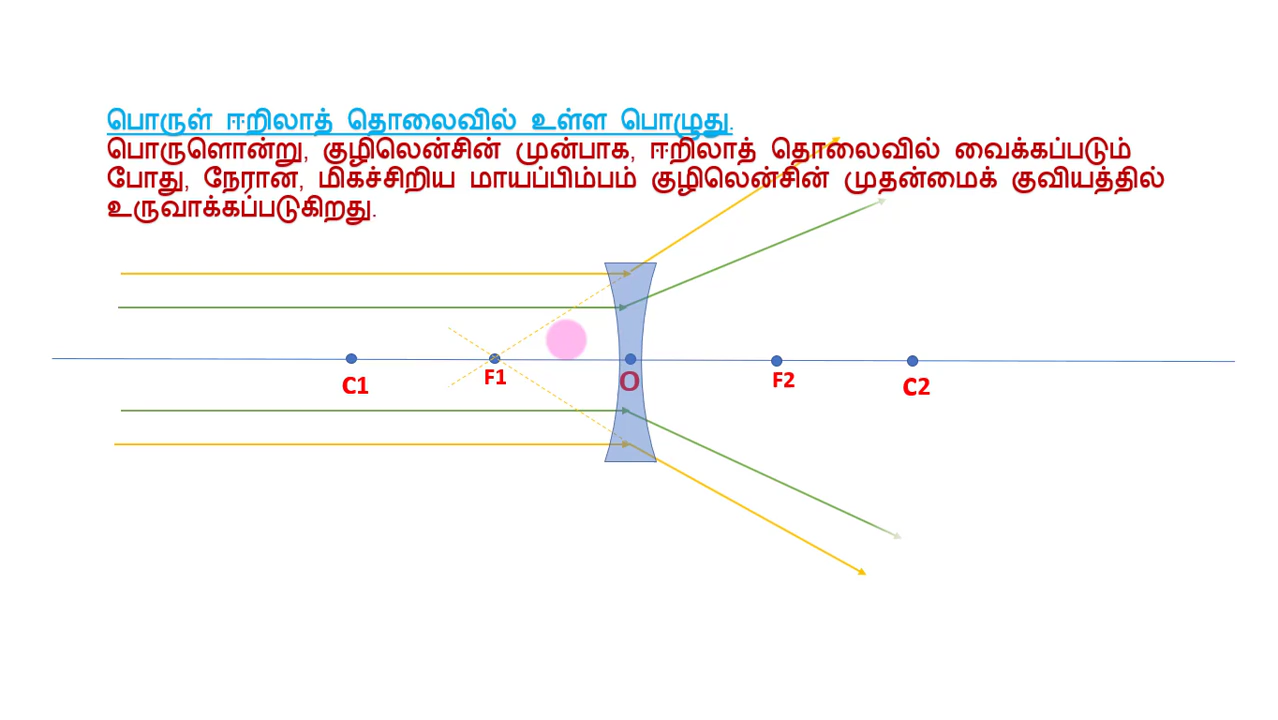 பொருள் ஈறிலாத் தொலைவில் உள்ள பொழுது.
பொருளொன்று, குழிலென்சின் முன்பாக, ஈறிலாத் தொலைவில் வைக்கப்படும்
போது, நேரான, மிகச்சிறிய மாயப்பிம்பம் குழிலென்சின் முதன்மைக் குவியத்தில்
உருவாக்கப்படுகிறது.
C1 F1 O F2 C2